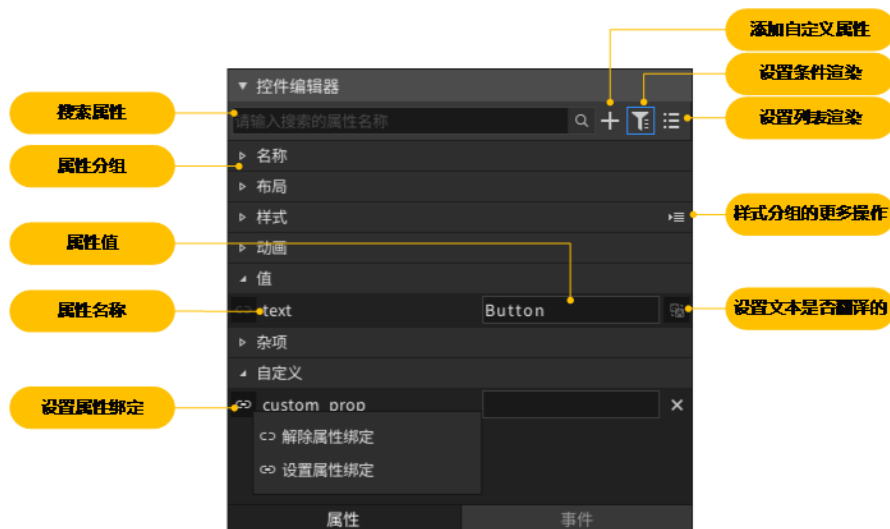 添加自定义属性
设置条件渲染
设置列表渲染
控件编辑器
搜索属性
请输入搜索的属性名称
属性分组
名称
布局
样式
样式分组的更多操作
动画
属性值
值
属性名称
text
Button
设置文本是否翻译的
杂项
自定义
设置属性绑定
custom_prop
解除属性绑定
设置属性绑定
属性
事件